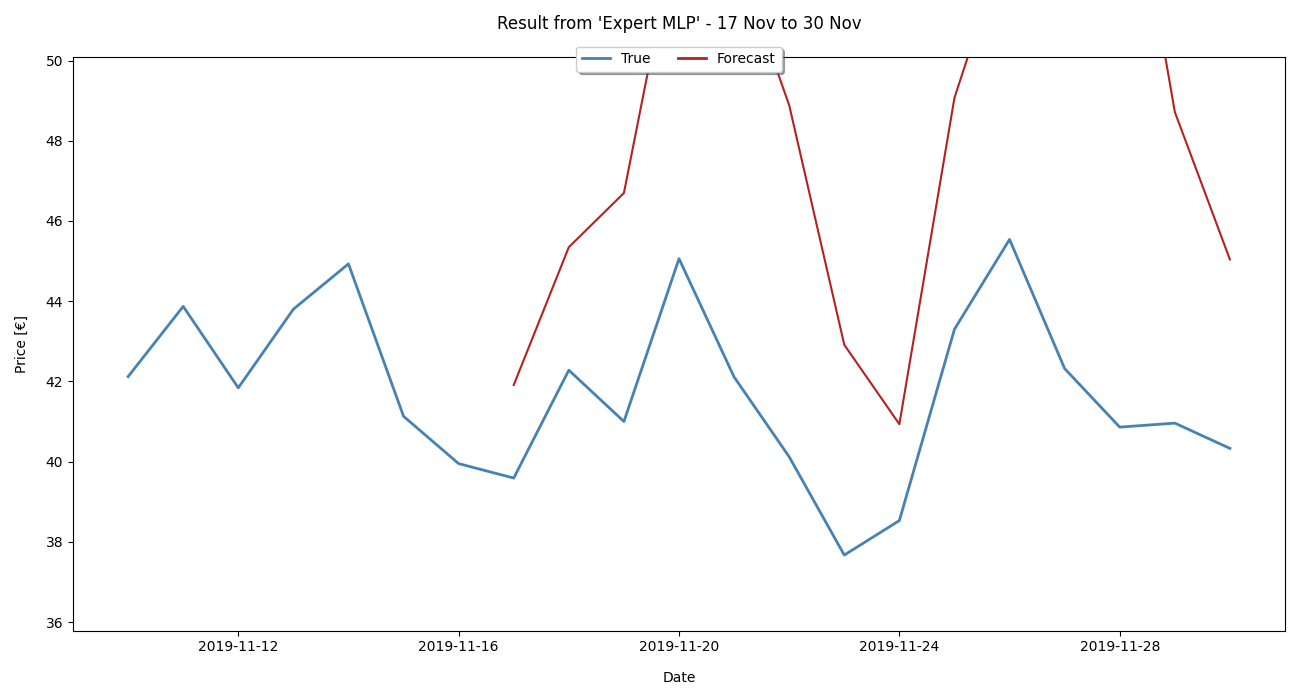 Result from 'Expert MLP' - 17 Nov to 30 Nov
True Forecast
50
48
46
44
42
40
38
36
Price [€]
2019-11-12 2019-11-16 2019-11-20 2019-11-24 2019-11-28
Date